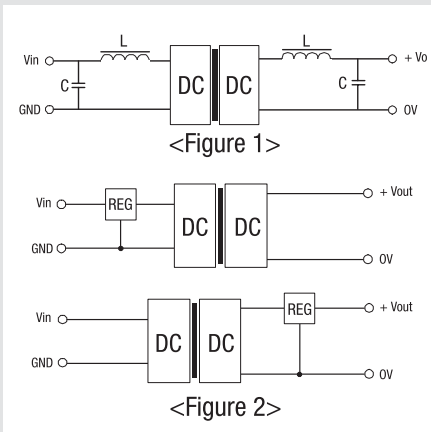 L L
Vin + Vo
C DC DC C
GND 0V
<Figure 1>
Vin REG + Vout
DC DC
GND 0V
Vin REG + Vout
DC DC
GND 0V
<Figure 2>